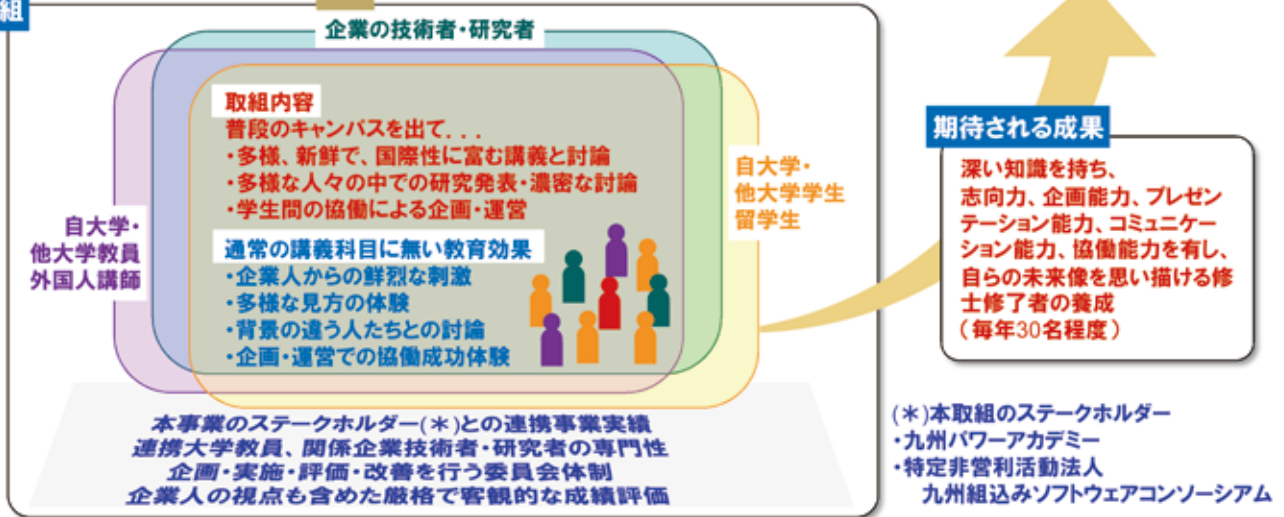 組
企業の技術者・研究者
取組内容
普段のキャンパスを出て...
・多様、新鮮で、国際性に富む講義と討論
・多様な人々の中での研究発表・濃密な討論
・学生間の協働による企画・運営
通常の講義科目に無い教育効果
・企業人からの鮮烈な刺激
・多様な見方の体験
・背景の違う人たちとの討論
・企画・運営での協働成功体験
自大学・
他大学教員
外国人講師
自大学・
他大学学生
留学生
本事業のステークホルダー(＊)との連携事業実績
連携大学教員、関係企業技術者・研究者の専門性
企画・実施・評価・改善を行う委員会体制
企業人の視点も含めた厳格で客観的な成績評価
期待される成果
深い知識を持ち、
志向力、企画能力、プレゼン
テーション能力、コミュニケー
ション能力、協働能力を有し、
自らの未来像を思い描ける修
士修了者の養成
（毎年30名程度）
(＊)本取組のステークホルダー
・九州パワーアカデミー
・特定非営利活動法人
九州組込みソフトウェアコンソーシアム